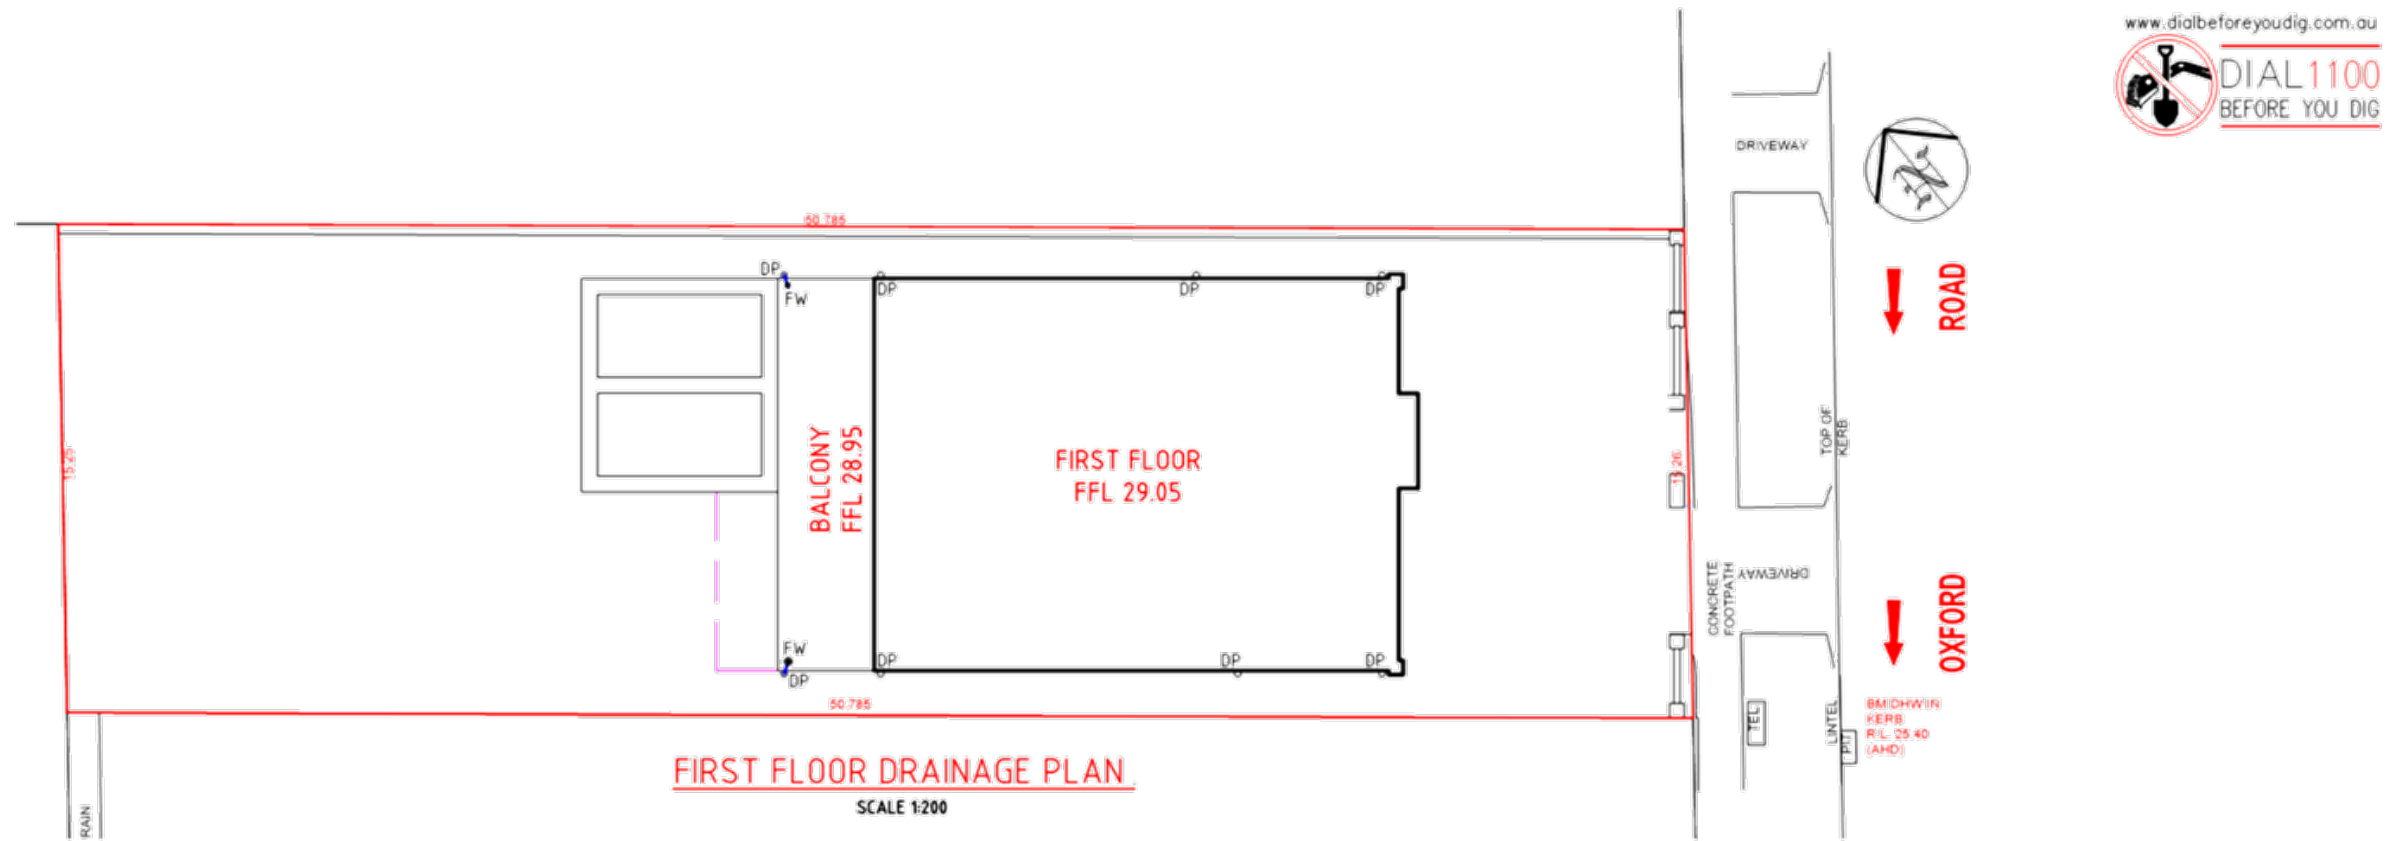 www.dialbeforeyoudig.com.au
DIAL1100
BEFORE YOU DIG
DRIVEWAY
50.785
DP
FW
DP
DP
DP
ROAD
15.25
BALCONY
FFL 28.95
FIRST FLOOR
FFL 29.05
TOP OF
KERB
CONCRETE
FOOTPATH
DRIVEWAY
OXFORD
FW
DP
DP
DP
DP
50.785
TEL
LINTEL
PIT
KERB
R.L. 25.40
(AHD)
FIRST FLOOR DRAINAGE PLAN
SCALE 1:200